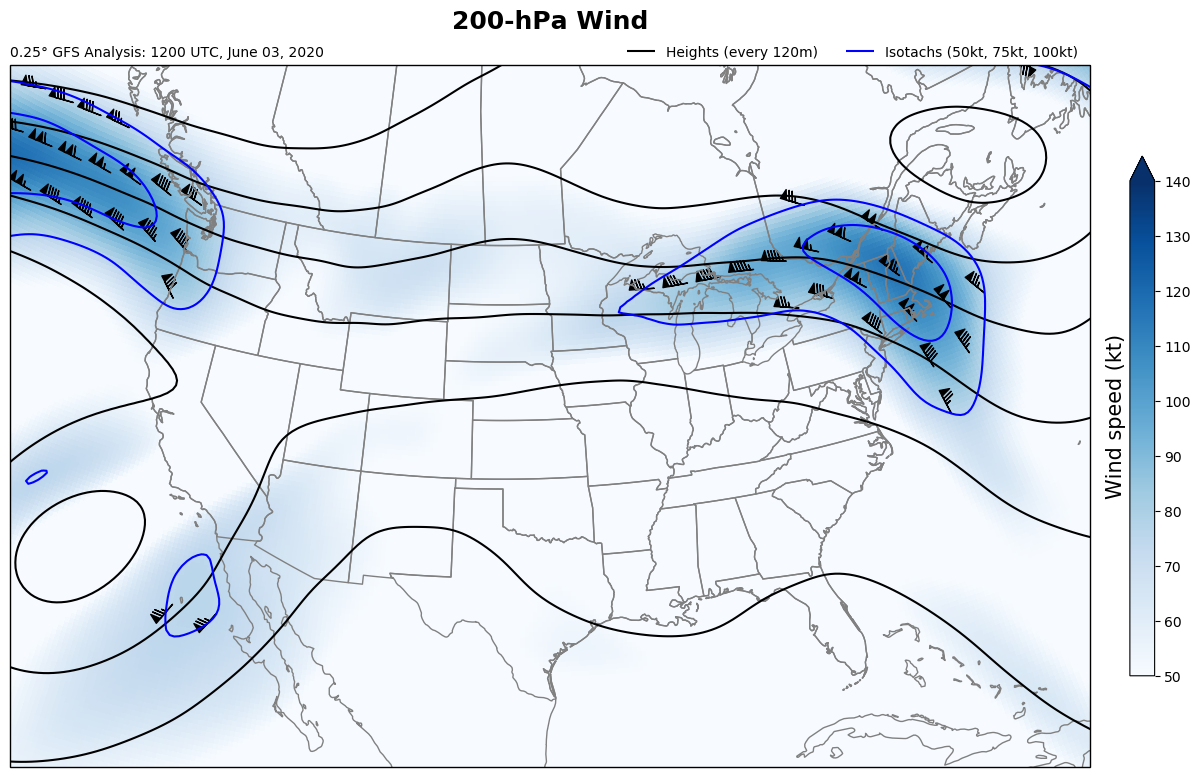 200-hPa Wind
0.25° GFS Analysis: 1200 UTC, June 03, 2020
Heights (every 120m)
Isotachs (50kt, 75kt, 100kt)
140
130
120
110
100
90
80
70
60
50
Wind speed (kt)